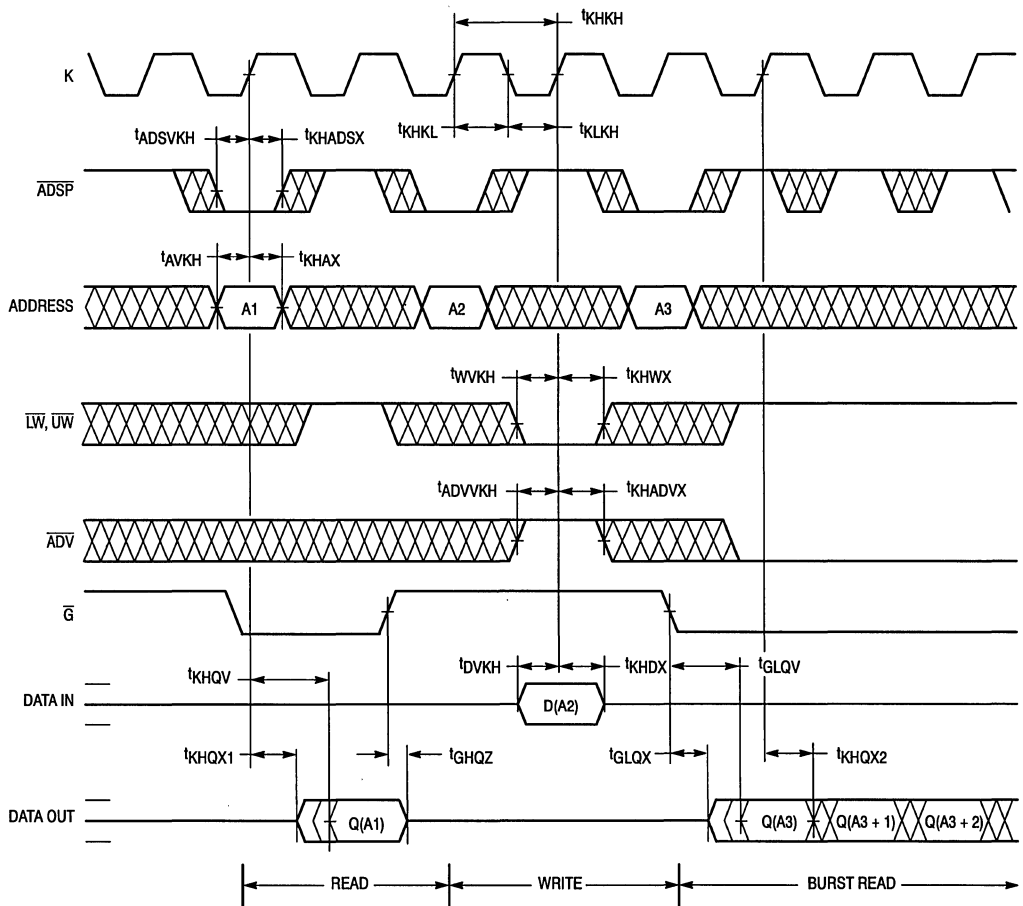 tKHKH
K
tKHKL
tKLKH
tADSVKH
tKHADSX
ADSP
tAVKH
tKHAX
ADDRESS
A1
A2
A3
tWVKH
tKHWX
LW, UW
tADVVKH
tKHADVX
ADV
G
tKHQV
tDVKH
tKHDX
tGLQV
DATA IN
D(A2)
tKHQX1
tGHQZ
tGLQX
tKHQX2
DATA OUT
Q(A1)
Q(A3)
Q(A3 + 1)
Q(A3 + 2)
READ
WRITE
BURST READ